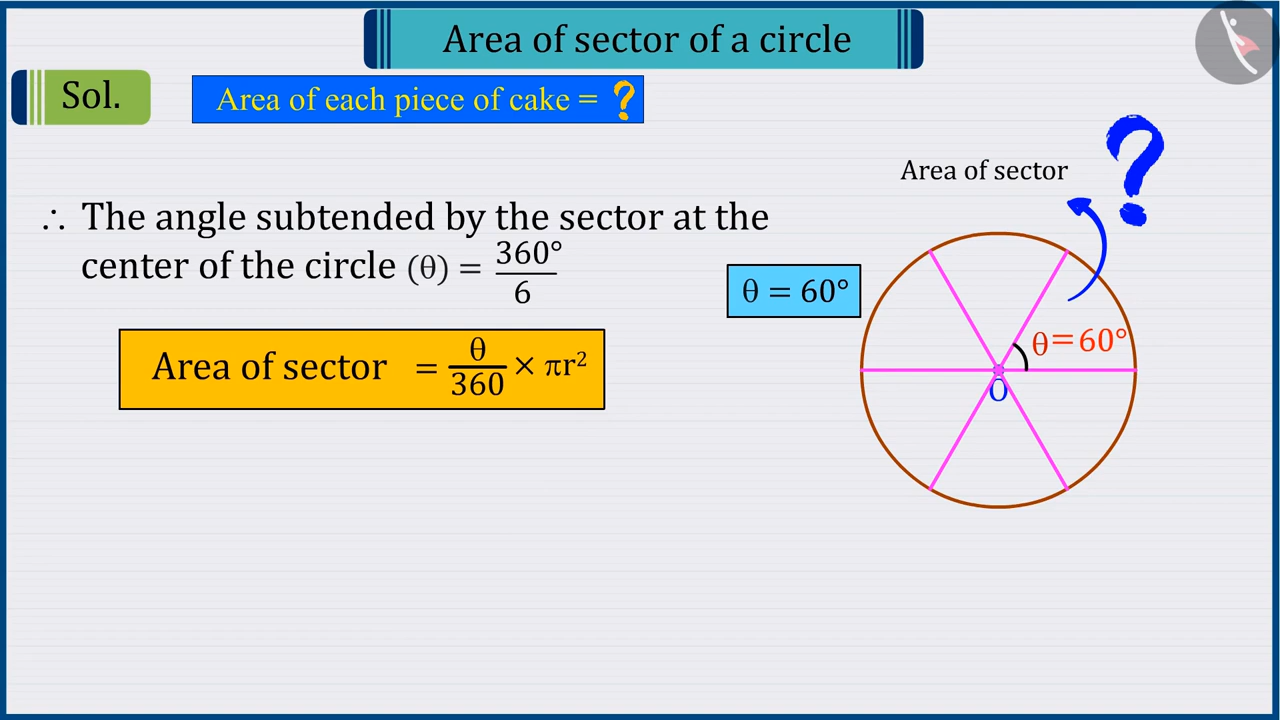 Area of sector of a circle
Sol.
Area of each piece of cake = ?
Area of sector ?
∴ The angle subtended by the sector at the
center of the circle (θ) = 360°/6
θ = 60°
θ = 60°
O
Area of sector = θ/360 × πr²